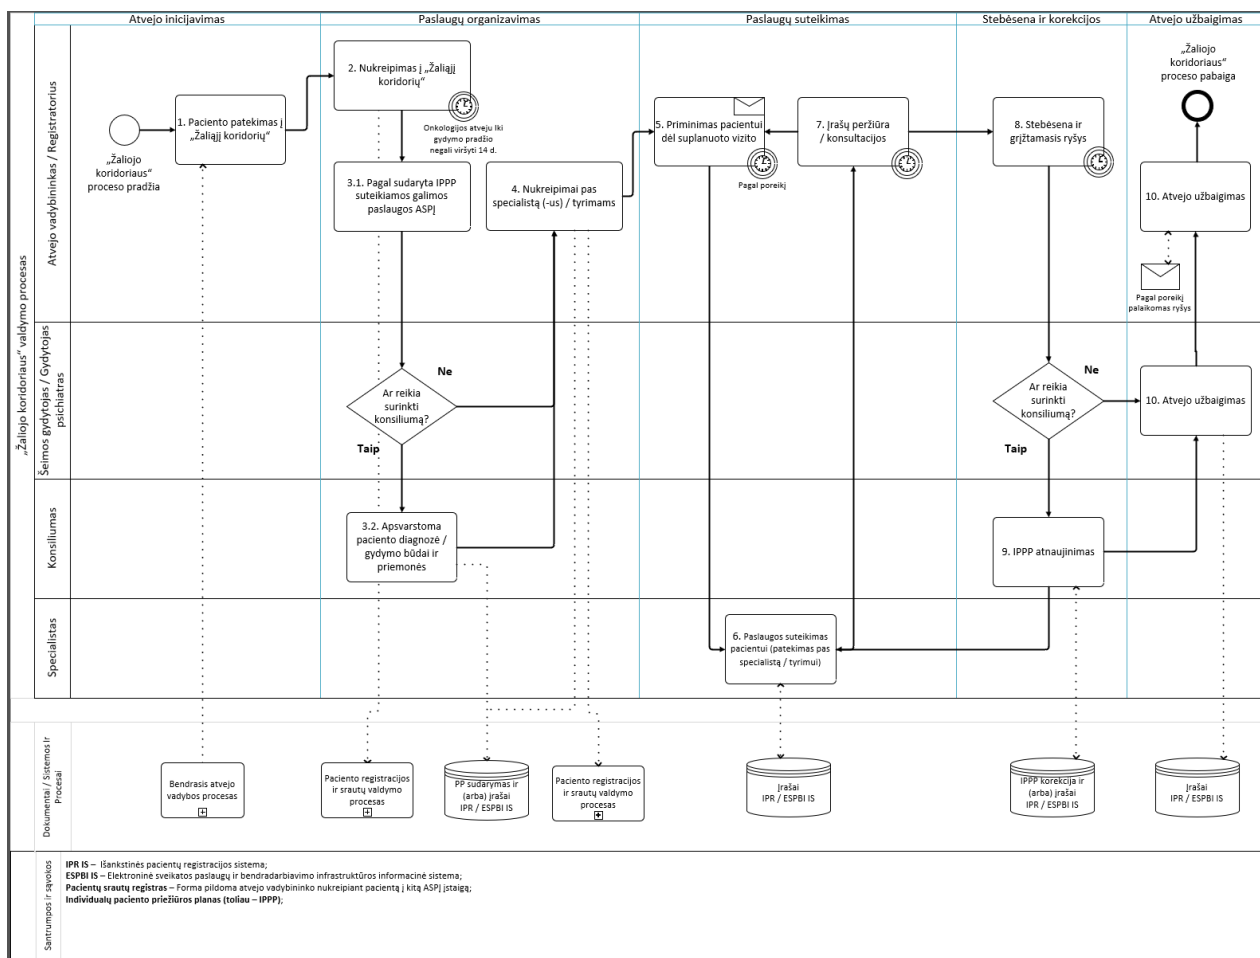 Atvejo inicijavimas
Paslaugų organizavimas
Paslaugų suteikimas
Stebėsena ir korekcijos
Atvejo užbaigimas
„Žaliojo koridoriaus“ valdymo procesas
Atvejo vadybininkas / Registratorius
„Žaliojo
koridoriaus“
proceso pradžia
1. Paciento patekimas į
„Žaliąjį koridorių“
2. Nukreipimas į „Žaliąjį
koridorių“
Onkologijos atveju Iki
gydymo pradžio
negali viršyti 14 d.
3.1. Pagal sudaryta IPPP
suteikiamos galimos
paslaugos ASPĮ
4. Nukreipimai pas
specialistą (-us) / tyrimams
5. Priminimas pacientui
dėl suplanuoto vizito
Pagal poreikį
7. Įrašų peržiūra
/ konsultacijos
8. Stebėsena ir
grįžtamasis ryšys
„Žaliojo
koridoriaus“
proceso pabaiga
10. Atvejo užbaigimas
Pagal poreikį
palaikomas ryšys
Šeimos gydytojas / Gydytojas
psichiatras
Ar reikia
surinkti
konsiliumą?
Ne
Taip
Ar reikia
surinkti
konsiliumą?
Ne
Taip
10. Atvejo užbaigimas
Konsiliumas
3.2. Apsvarstoma
paciento diagnozė /
gydymo būdai ir
priemonės
9. IPPP atnaujinimas
Specialistas
6. Paslaugos suteikimas
pacientui (patekimas pas
specialistą / tyrimui)
Dokumentai / Sistemos Ir
Procesai
Bendrasis atvejo
vadybos procesas
Paciento registracijos
ir srautų valdymo
procesas
PP sudarymas ir
(arba) įrašai
IPR / ESPBI IS
Paciento registracijos
ir srautų valdymo
procesas
Įrašai
IPR / ESPBI IS
IPPP korekcija ir
(arba) įrašai
IPR / ESPBI IS
Įrašai
IPR / ESPBI IS
Santrumpos ir sąvokos
IPR IS – Išankstinės pacientų registracijos sistema;
ESPBI IS – Elektroninė sveikatos paslaugų ir bendradarbiavimo infrastruktūros informacinė sistema;
Pacientų srautų registras – Forma pildoma atvejo vadybininko nukreipiant pacientą į kitą ASPĮ įstaigą;
Individualų paciento priežiūros planas (toliau – IPPP);